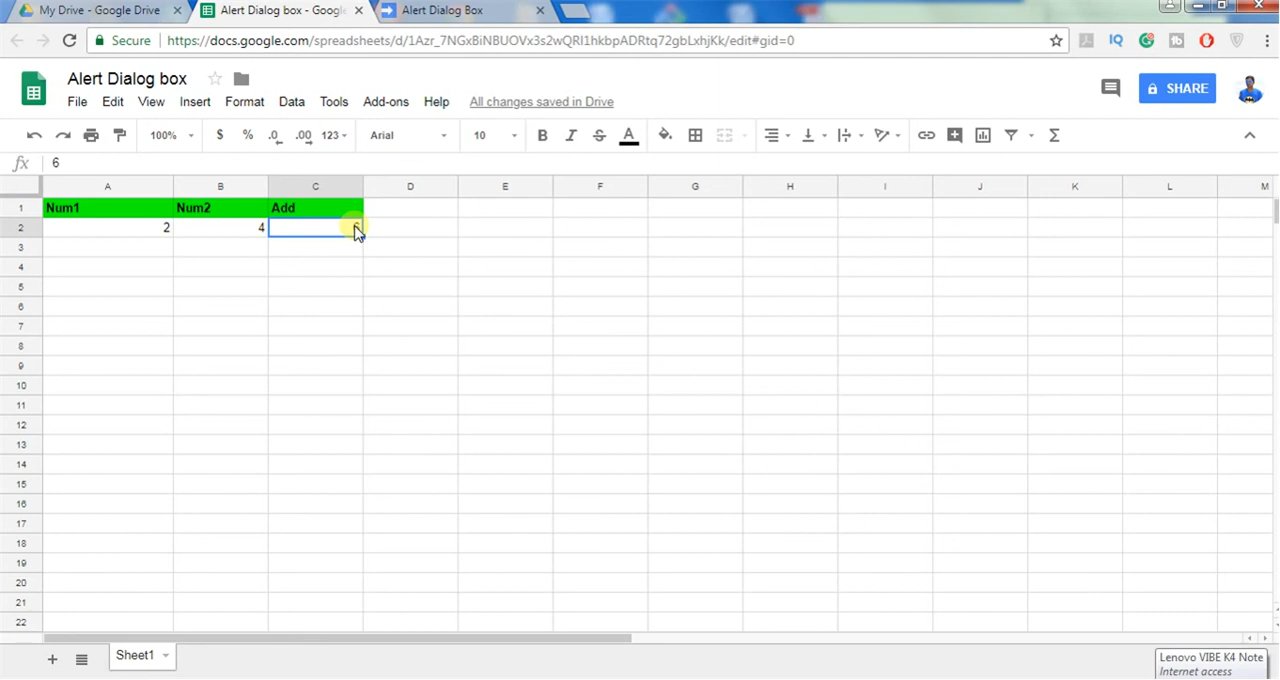 My Drive - Google Drive
Alert Dialog box - Google
Alert Dialog Box
Secure
https://docs.google.com/spreadsheets/d/1Azr_7NGxBiNBUOVx3s2wQRI1hkbpADRtq72gbLxhjKk/edit#gid=0
Alert Dialog box
SHARE
File Edit View Insert Format Data Tools Add-ons Help All changes saved in Drive
100% $ % .0 .00 123 Arial 10 B I S A Σ
fx 6
A B C D E F G H I J K L M
1 Num1 Num2 Add
2 2 4
3
4
5
6
7
8
9
10
11
12
13
14
15
16
17
18
19
20
21
22
Sheet1
Lenovo VIBE K4 Note
Internet access